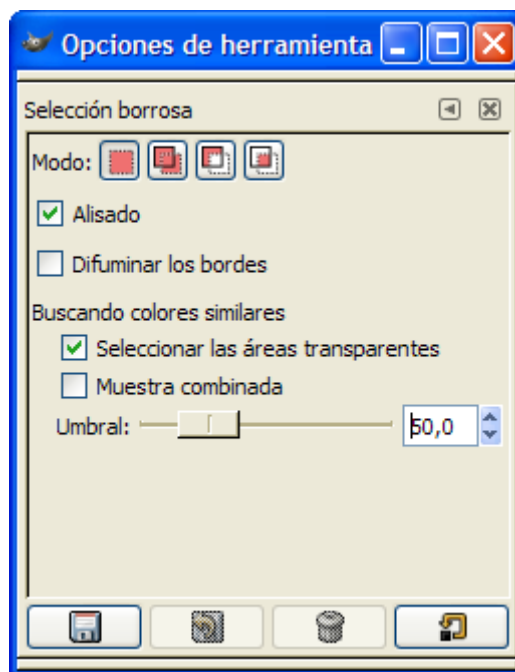 Opciones de herramienta
Selección borrosa
Modo:
Alisado
Difuminar los bordes
Buscando colores similares
Seleccionar las áreas transparentes
Muestra combinada
Umbral: 50,0